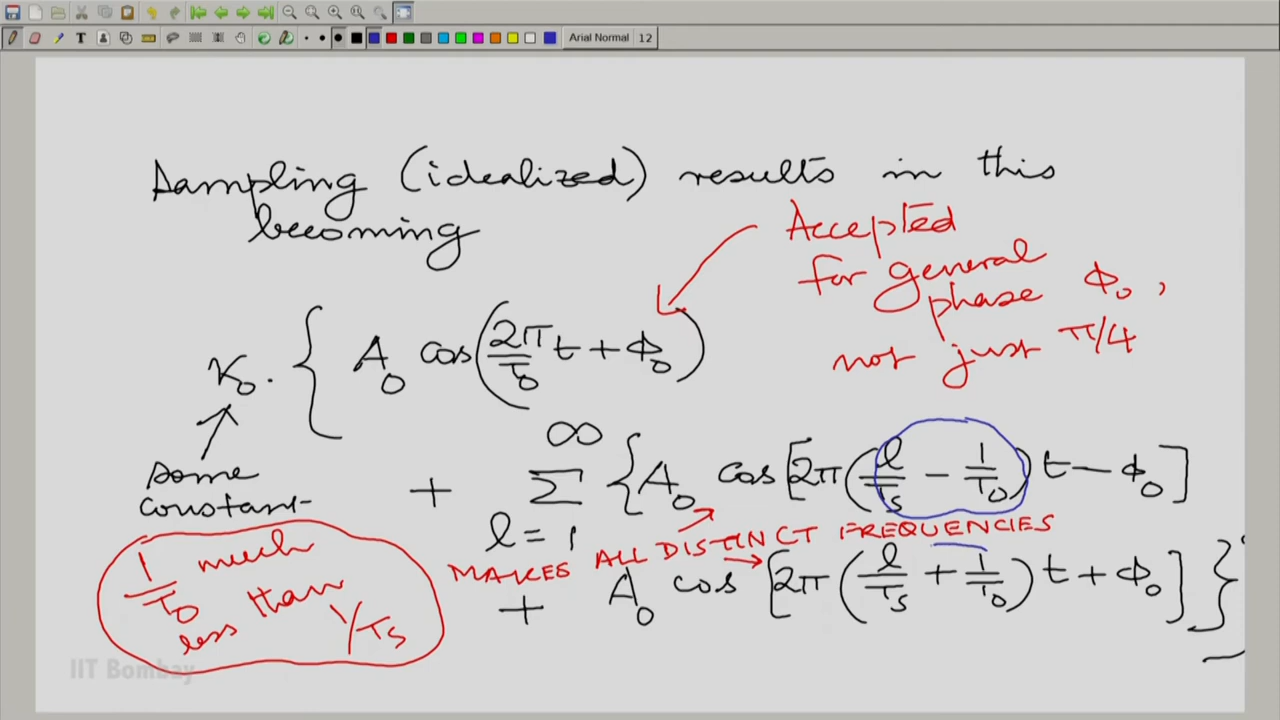 Arial Normal 12
Sampling (idealized) results in this
becoming
Accepted
for general
phase Φ₀,
not just π/4
K₀. { A₀ cos(2π/T₀ t + Φ₀)
some
constant
+ ∞ Σ l = 1 { A₀ cos[2π(l/Ts − 1/T₀)t − Φ₀]
MAKES ALL DISTINCT FREQUENCIES
+ A₀ cos[2π(l/Ts + 1/T₀)t + Φ₀] }
1/T₀ much
less than
1/Ts
IIT Bombay